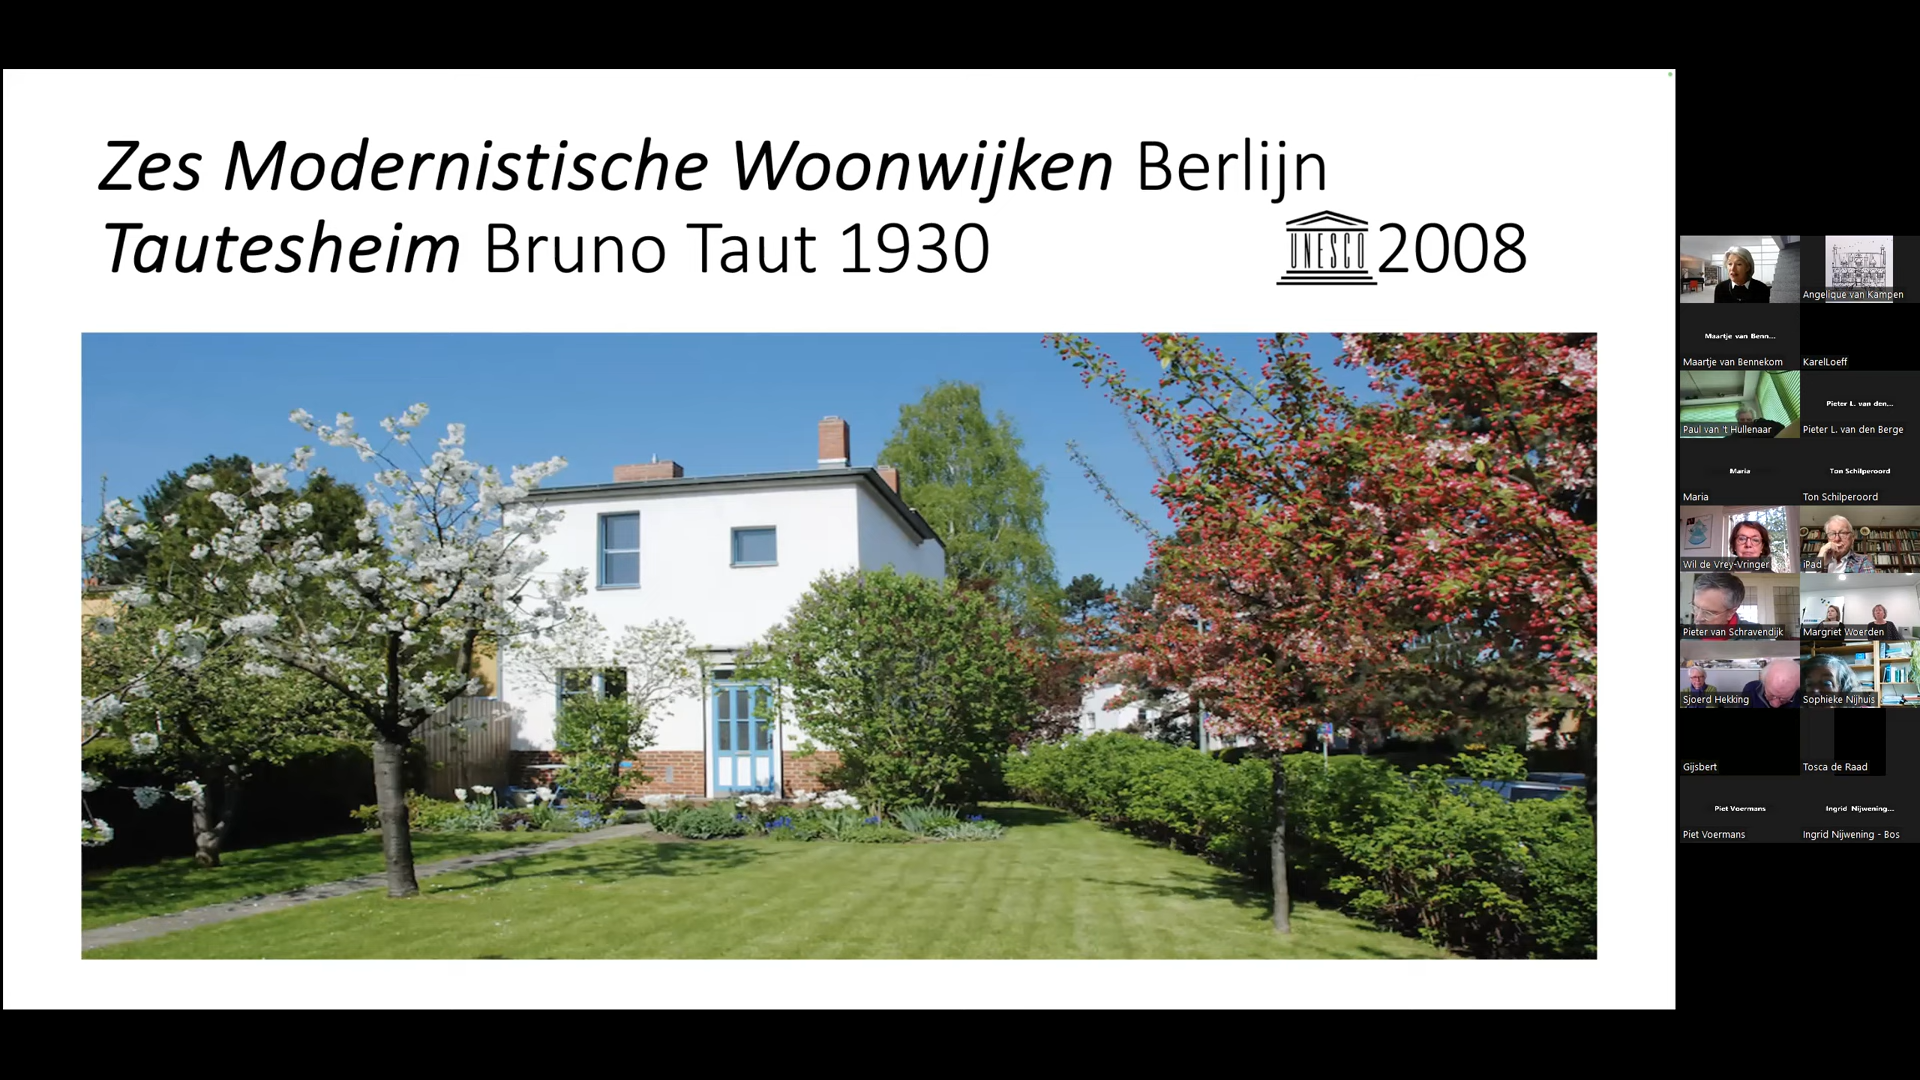 Zes Modernistische Woonwijken Berlijn
Tautesheim Bruno Taut 1930
UNESCO 2008
Angelique van Kampen
Maartje van Benn...
Maartje van Bennekom
KarelLoeff
Paul van 't Hullenaar
Pieter L. van den...
Pieter L. van den Berge
Maria
Maria
Ton Schilperoord
Ton Schilperoord
Wil de Vrey-Vringer
iPad
Pieter van Schravendijk
Margriet Woerden
Sjoerd Hekking
Sophieke Nijhuis
Gijsbert
Tosca de Raad
Piet Voermans
Piet Voermans
Ingrid Nijwening...
Ingrid Nijwening - Bos